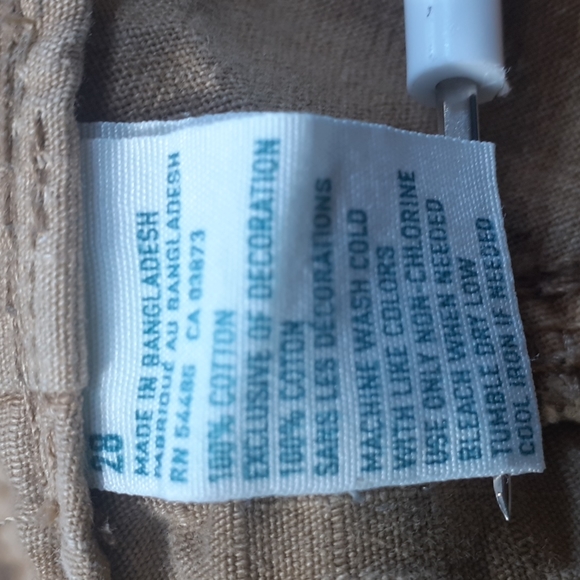 28
MADE IN BANGLADESH
FABRIQUÉ AU BANGLADESH
RN 54486 CA 03873
100% COTTON
EXCLUSIVE OF DECORATION
100% COTON
SANS LES DÉCORATIONS
MACHINE WASH COLD
WITH LIKE COLORS
USE ONLY NON-CHLORINE
BLEACH WHEN NEEDED
TUMBLE DRY LOW
COOL IRON IF NEEDED